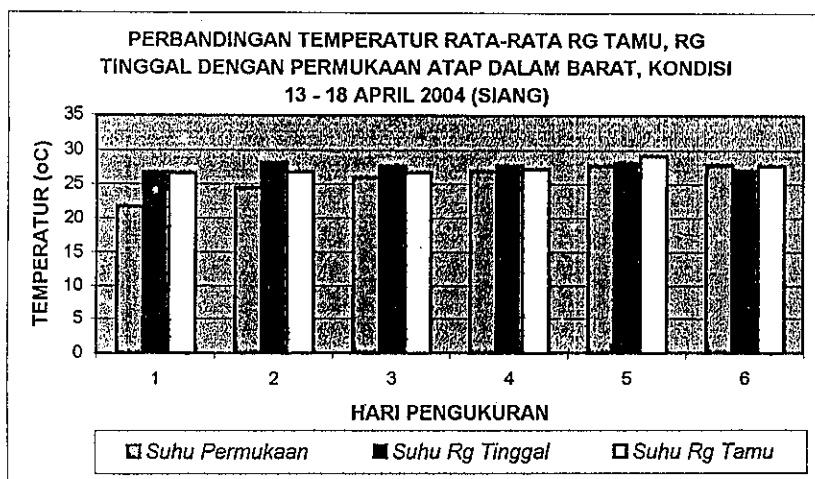 PERBANDINGAN TEMPERATUR RATA-RATA RG TAMU, RG
TINGGAL DENGAN PERMUKAAN ATAP DALAM BARAT, KONDISI
13 - 18 APRIL 2004 (SIANG)
TEMPERATUR (oC)
35
30
25
20
15
10
5
0
1 2 3 4 5 6
HARI PENGUKURAN
Suhu Permukaan Suhu Rg Tinggal Suhu Rg Tamu